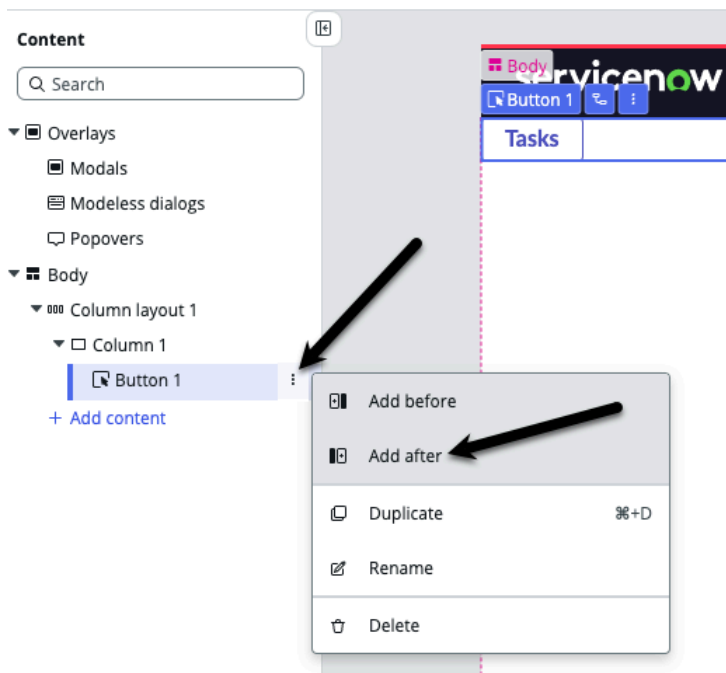 Content
Search
Overlays
Modals
Modeless dialogs
Popovers
Body
Column layout 1
Column 1
Button 1
+ Add content
Body
servicenow
Button 1
Tasks
Add before
Add after
Duplicate ⌘+D
Rename
Delete